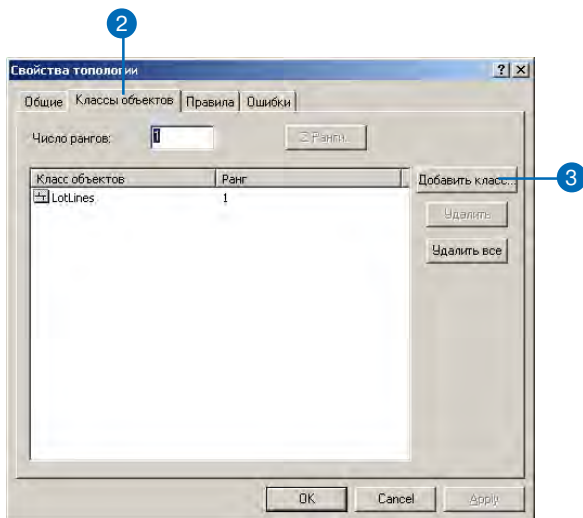 2
Свойства топологии
Общие Классы объектов Правила Ошибки
Число рангов: 1 Z Ранги...
Класс объектов Ранг
LotLines 1
Добавить класс... 3
Удалить
Удалить все
OK Cancel Apply